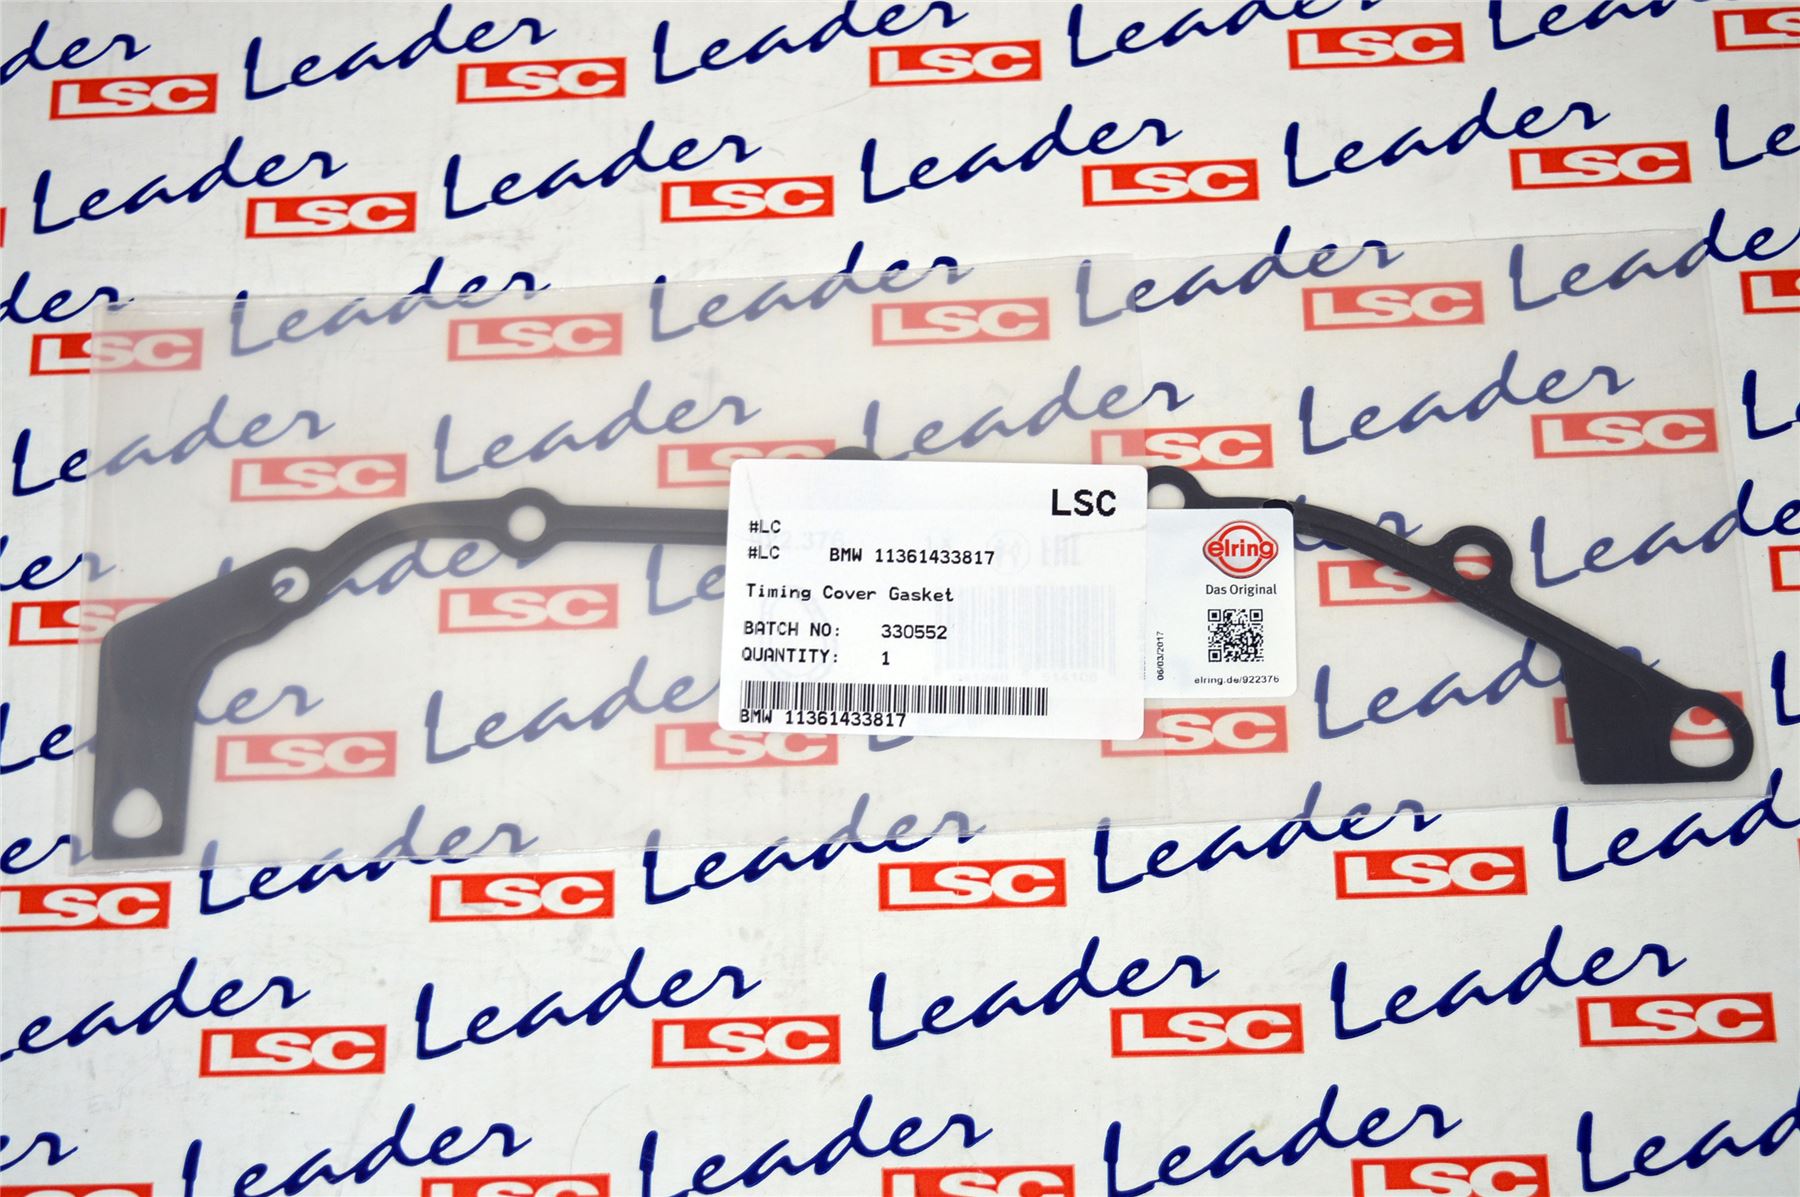 Leader
LSC
LSC
#LC
#LC BMW 11361433817
Timing Cover Gasket
BATCH NO: 330552
QUANTITY: 1
BMW 11361433817
elring
Das Original
06/03/2017
elring.de/922376